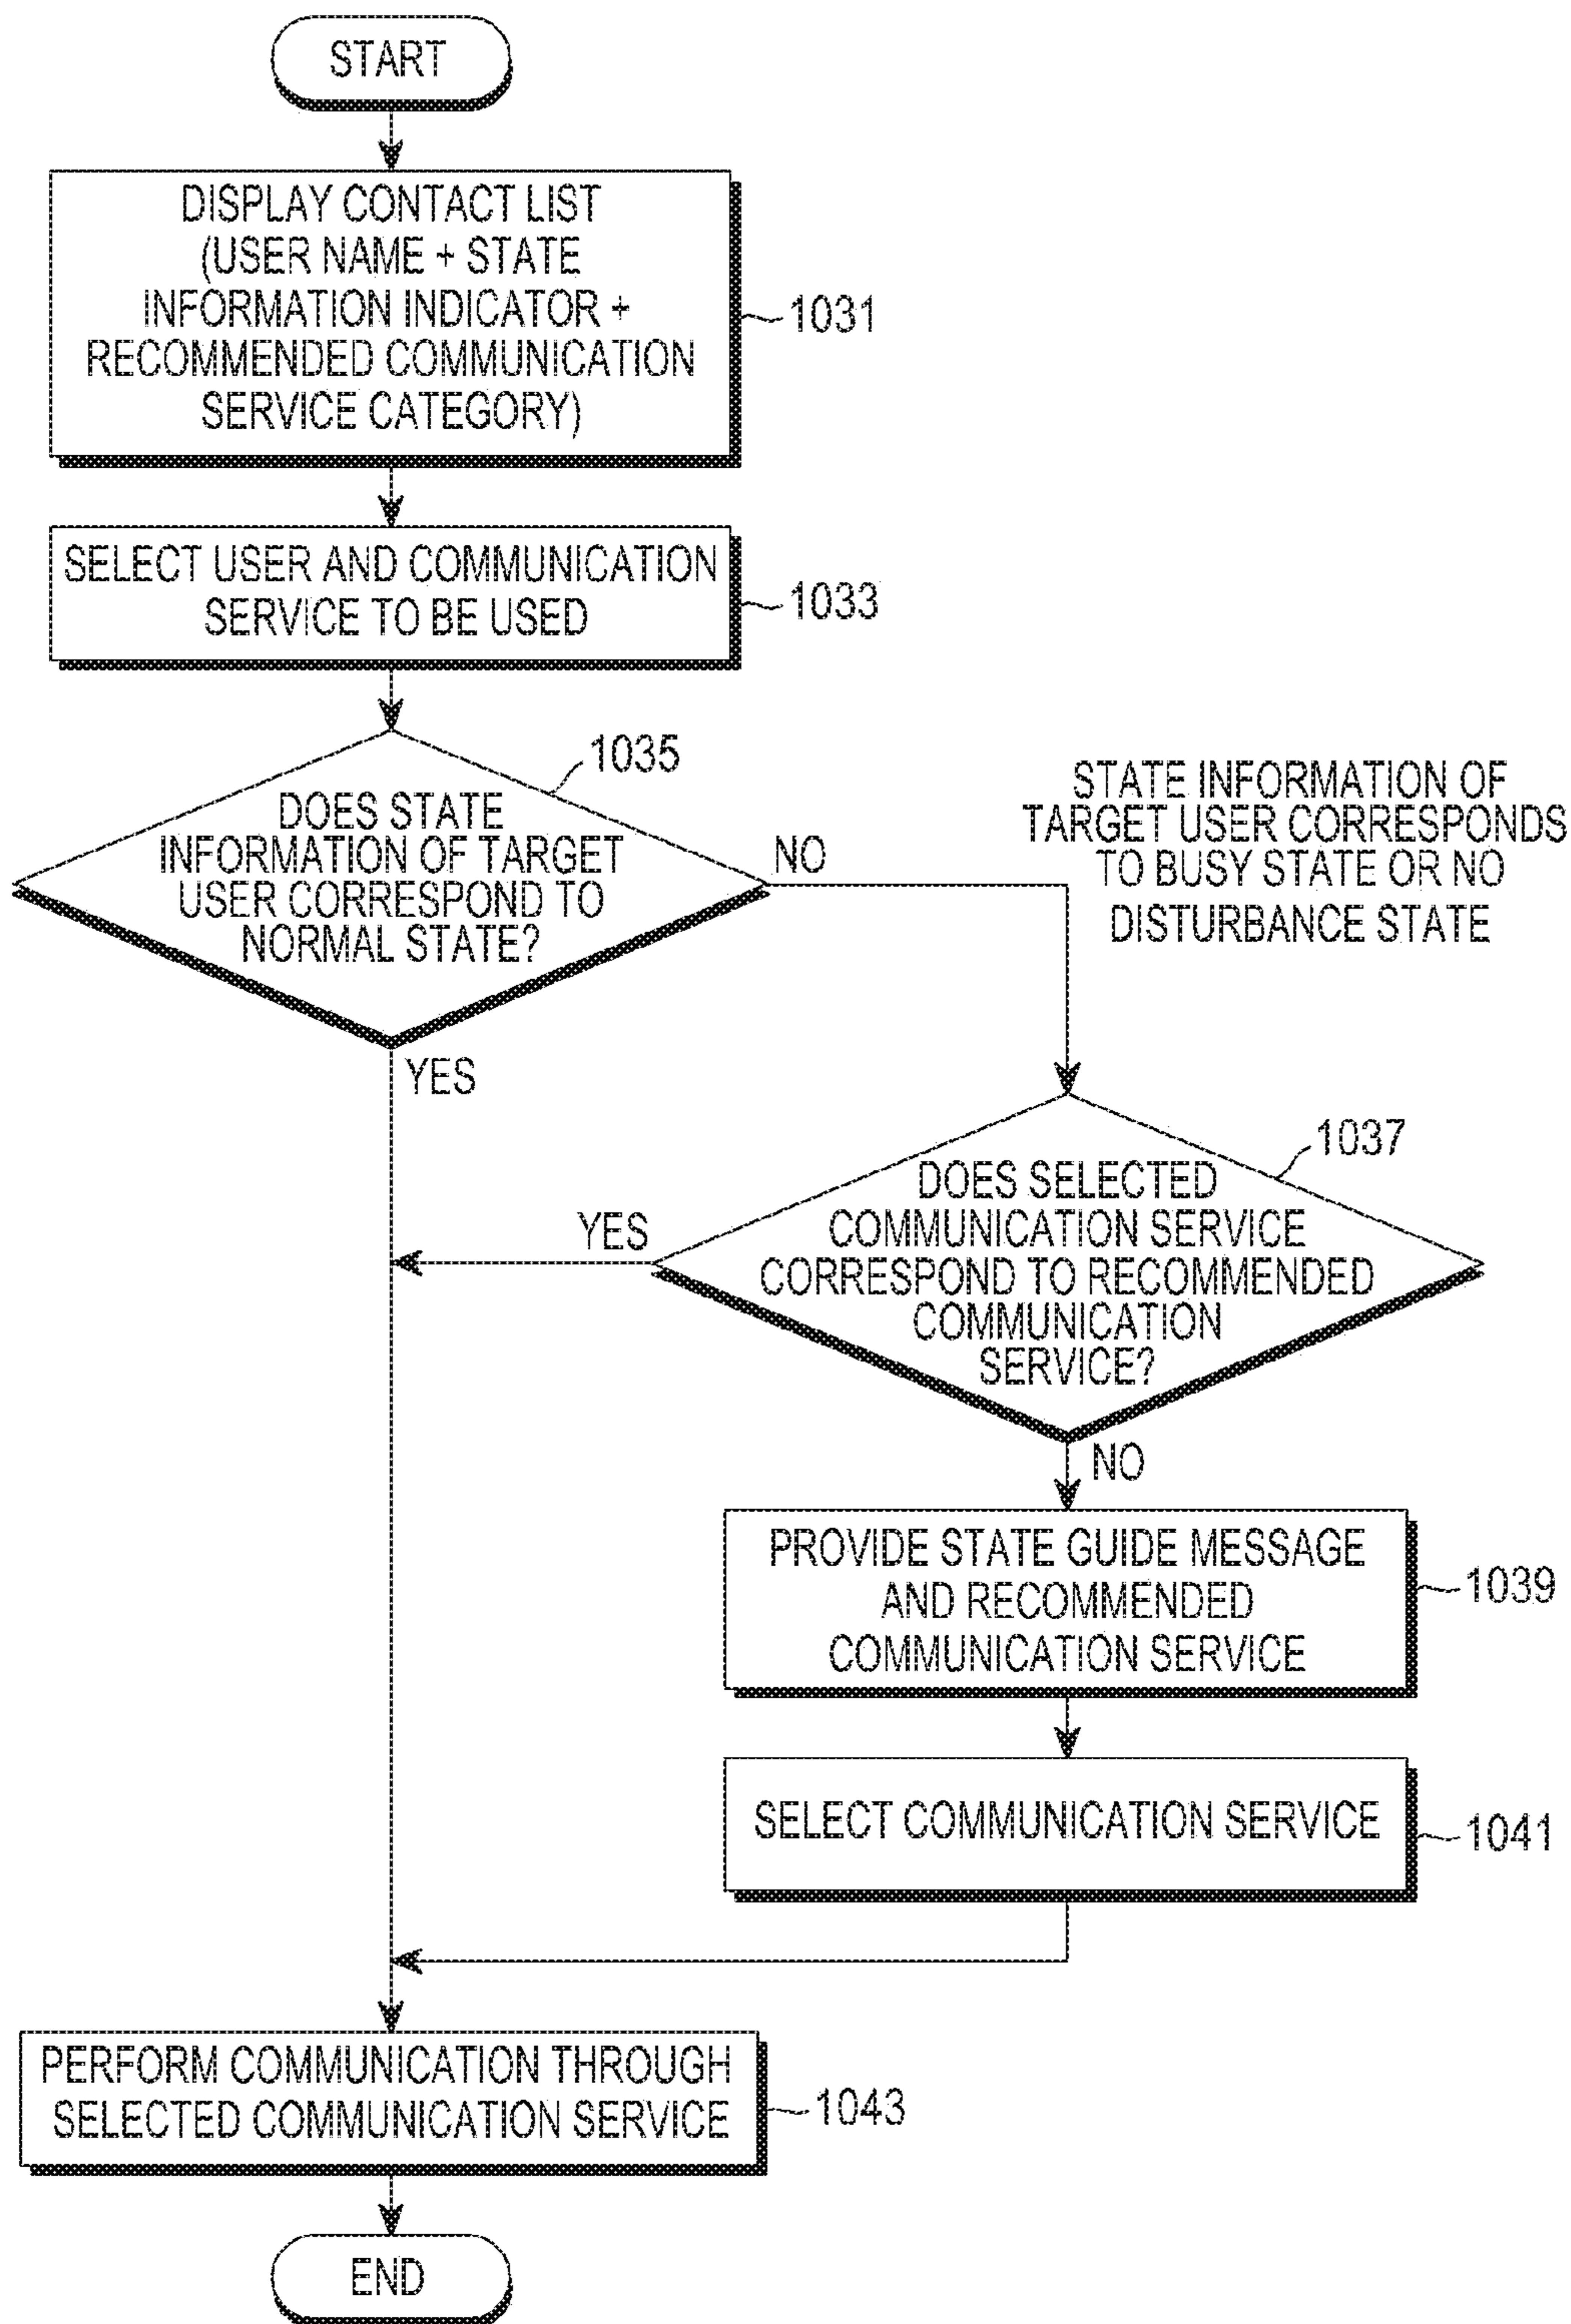 START
DISPLAY CONTACT LIST
(USER NAME + STATE
INFORMATION INDICATOR +
RECOMMENDED COMMUNICATION
SERVICE CATEGORY)
1031
SELECT USER AND COMMUNICATION
SERVICE TO BE USED
1033
1035
DOES STATE
INFORMATION OF TARGET
USER CORRESPOND TO
NORMAL STATE?
NO
STATE INFORMATION OF
TARGET USER CORRESPONDS
TO BUSY STATE OR NO
DISTURBANCE STATE
YES
1037
DOES SELECTED
COMMUNICATION SERVICE
CORRESPOND TO RECOMMENDED
COMMUNICATION
SERVICE?
YES
NO
PROVIDE STATE GUIDE MESSAGE
AND RECOMMENDED
COMMUNICATION SERVICE
1039
SELECT COMMUNICATION SERVICE
1041
PERFORM COMMUNICATION THROUGH
SELECTED COMMUNICATION SERVICE
1043
END